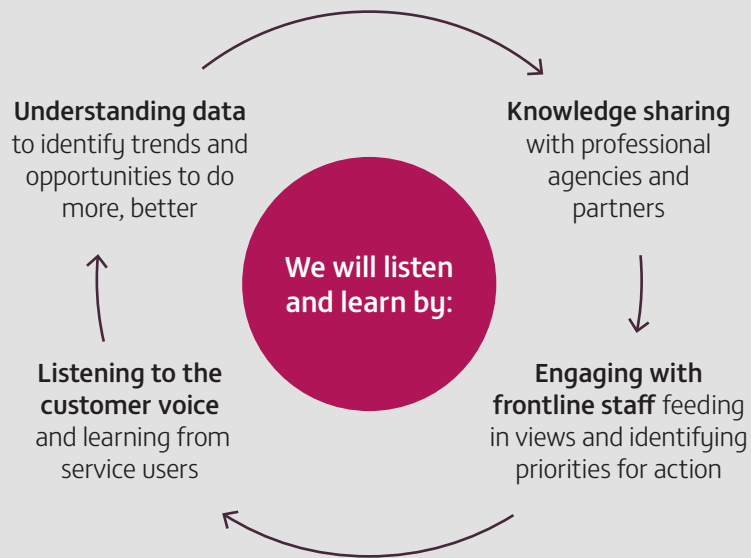 Understanding data
to identify trends and
opportunities to do
more, better
Knowledge sharing
with professional
agencies and
partners
We will listen
and learn by:
Listening to the
customer voice
and learning from
service users
Engaging with
frontline staff feeding
in views and identifying
priorities for action